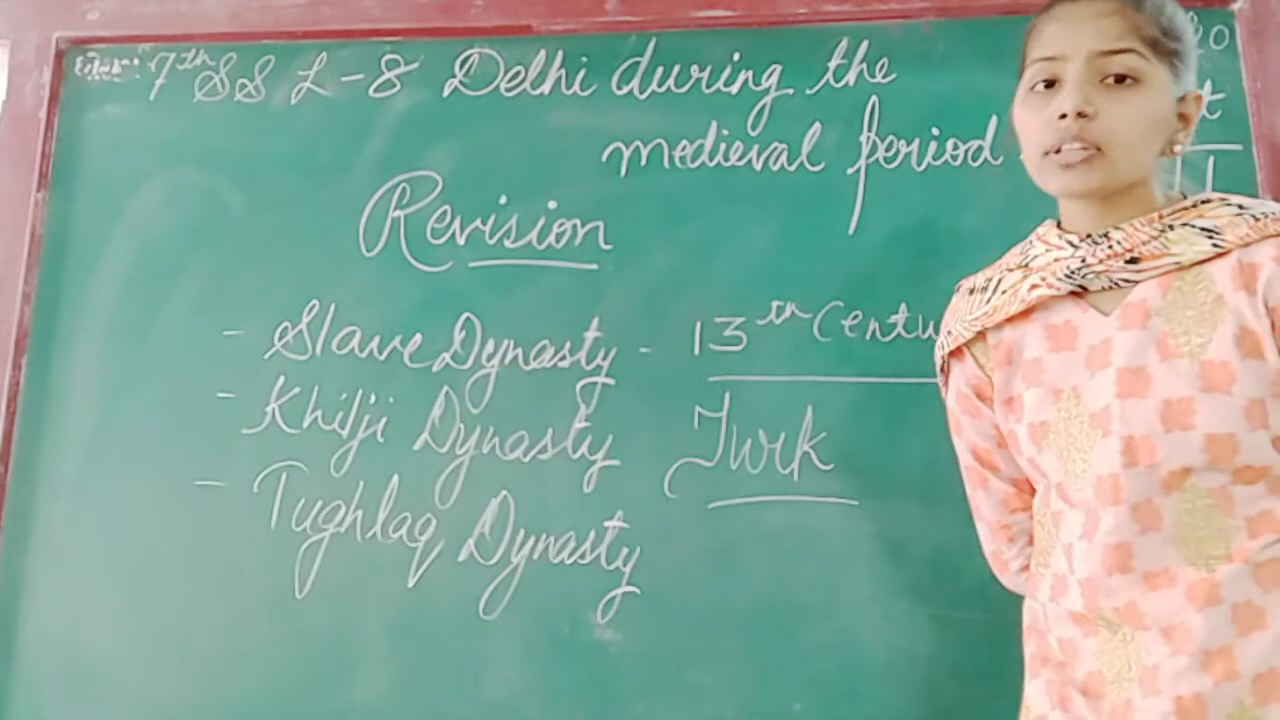 7th SS L-8 Delhi during the
medieval period
Revision
- Slave Dynasty - 13th Centu
- Khilji Dynasty Turk
- Tughlaq Dynasty